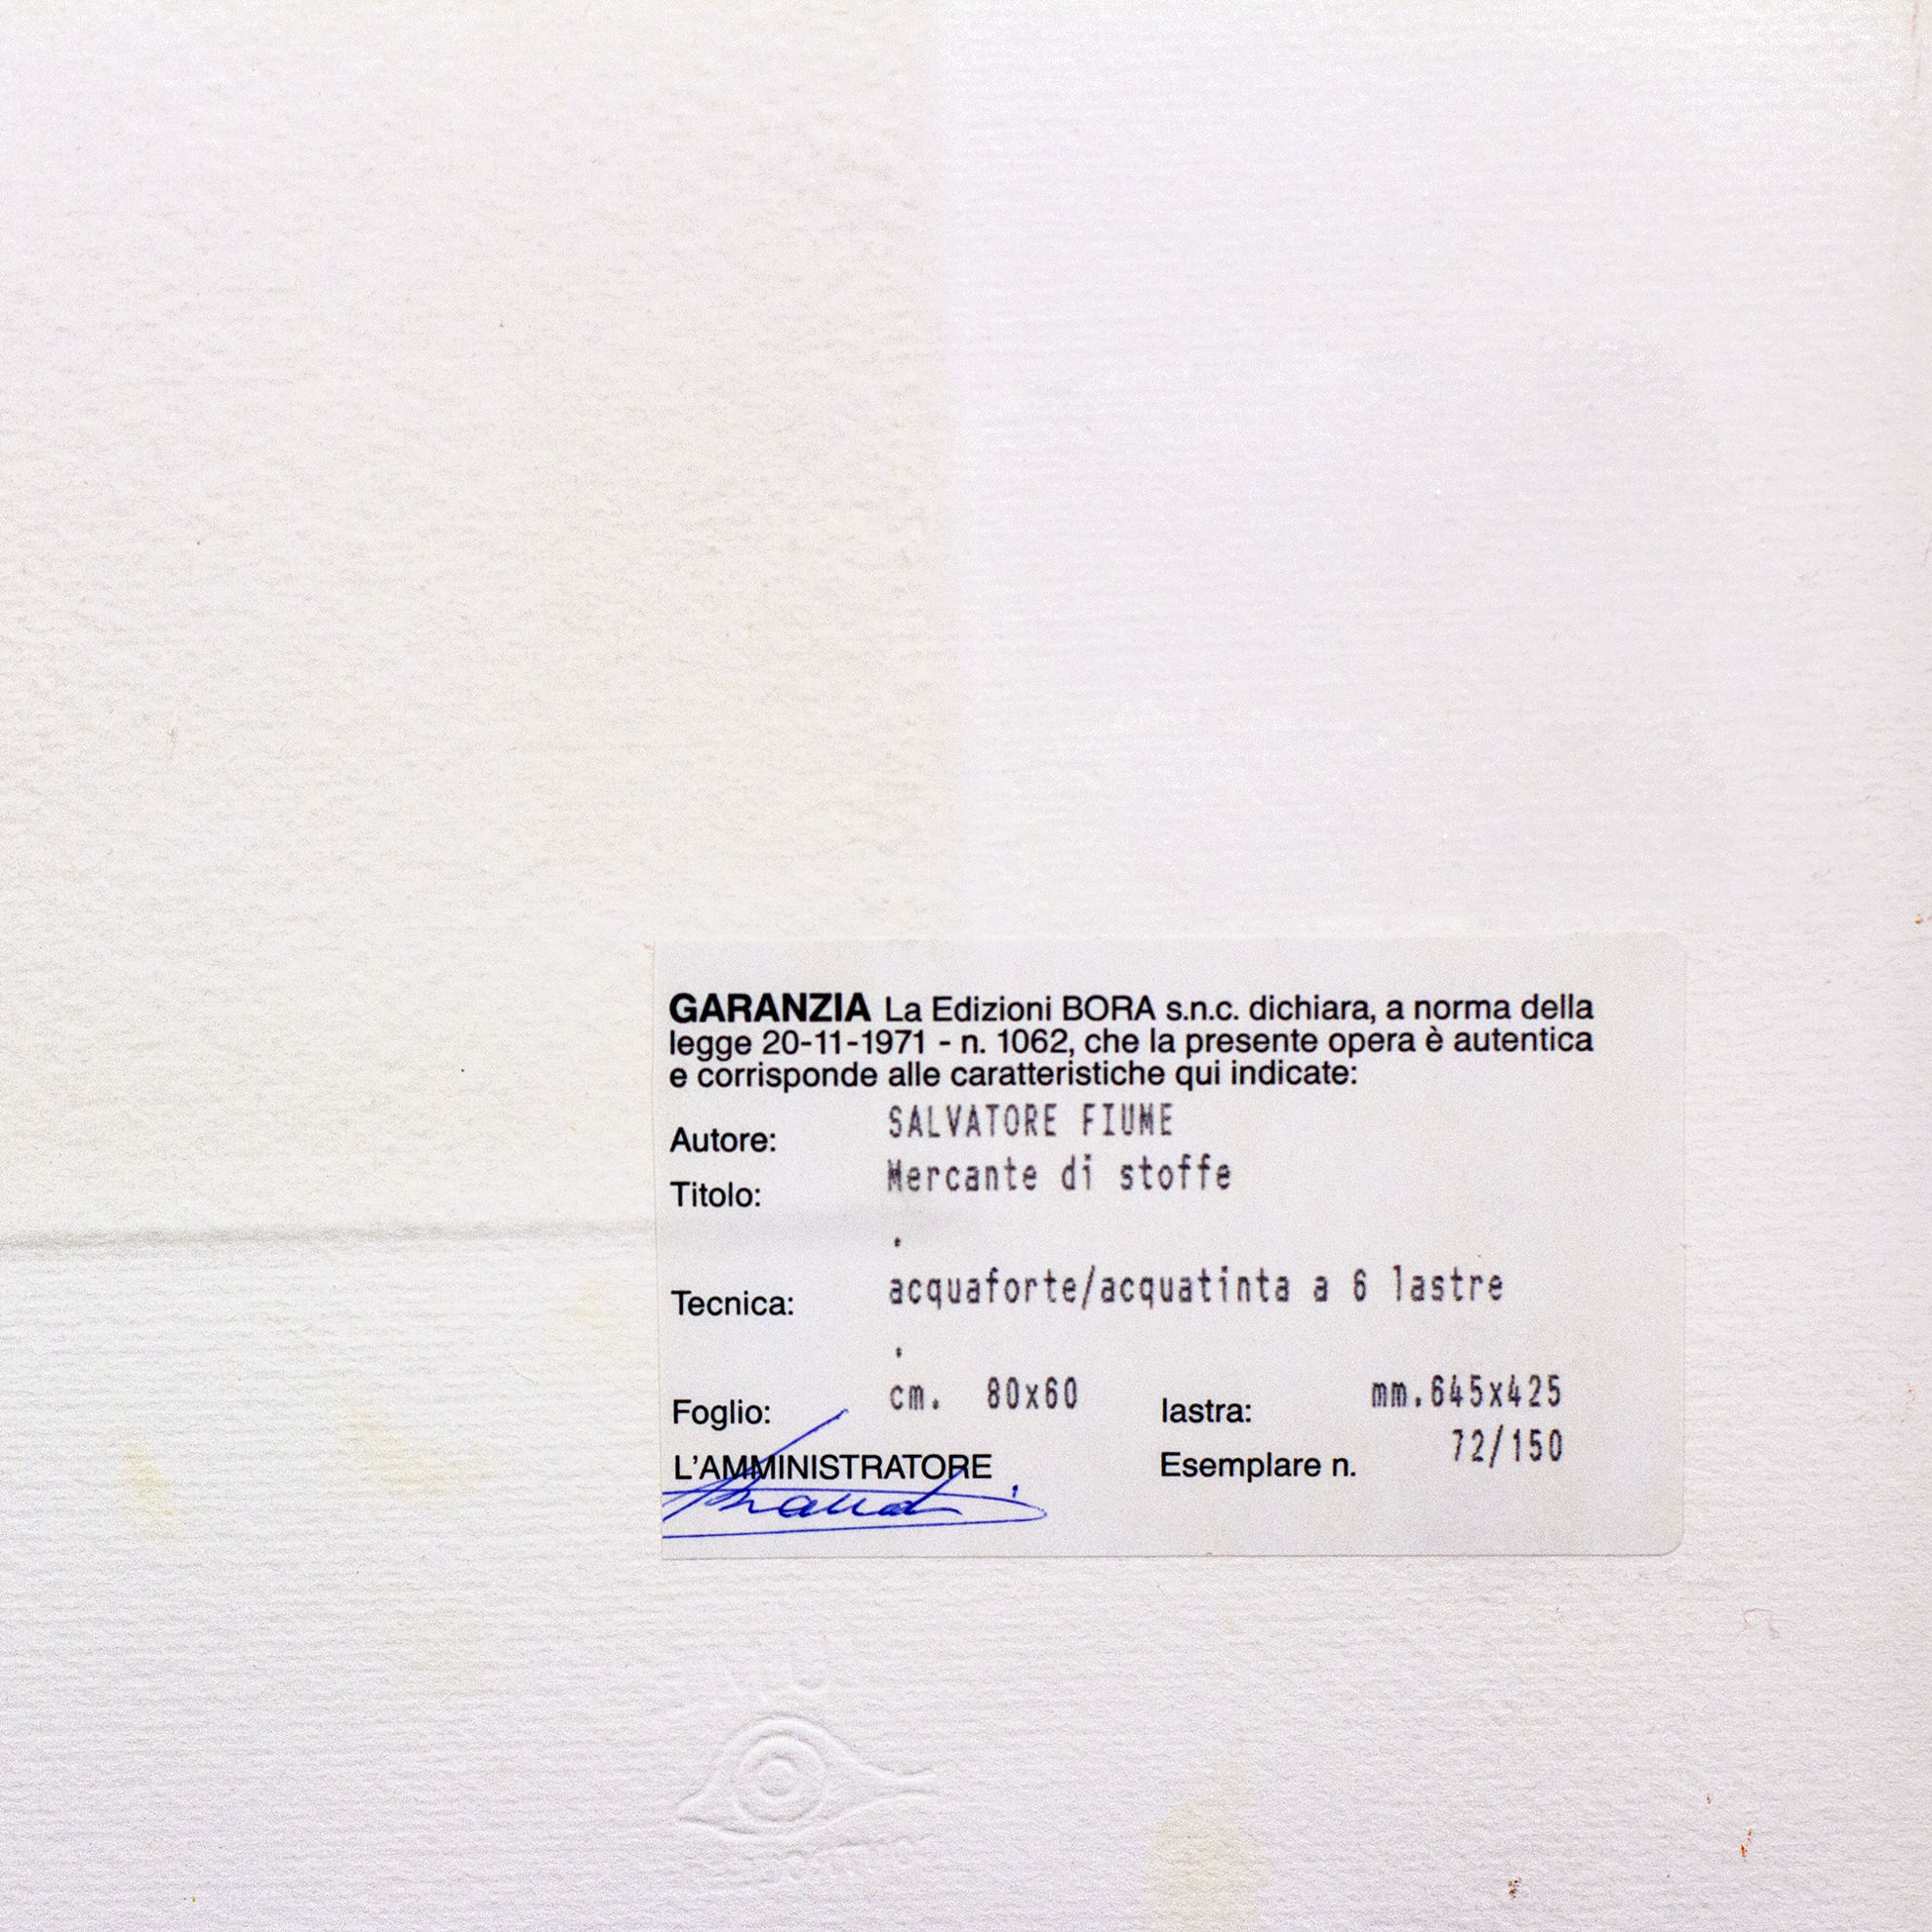 GARANZIA La Edizioni BORA s.n.c. dichiara, a norma della
legge 20-11-1971 - n. 1062, che la presente opera è autentica
e corrisponde alle caratteristiche qui indicate:
Autore: SALVATORE FIUME
Titolo: Mercante di stoffe
.
Tecnica: acquaforte/acquatinta a 6 lastre
.
Foglio: cm. 80x60 lastra: mm.645x425
L'AMMINISTRATORE Esemplare n. 72/150